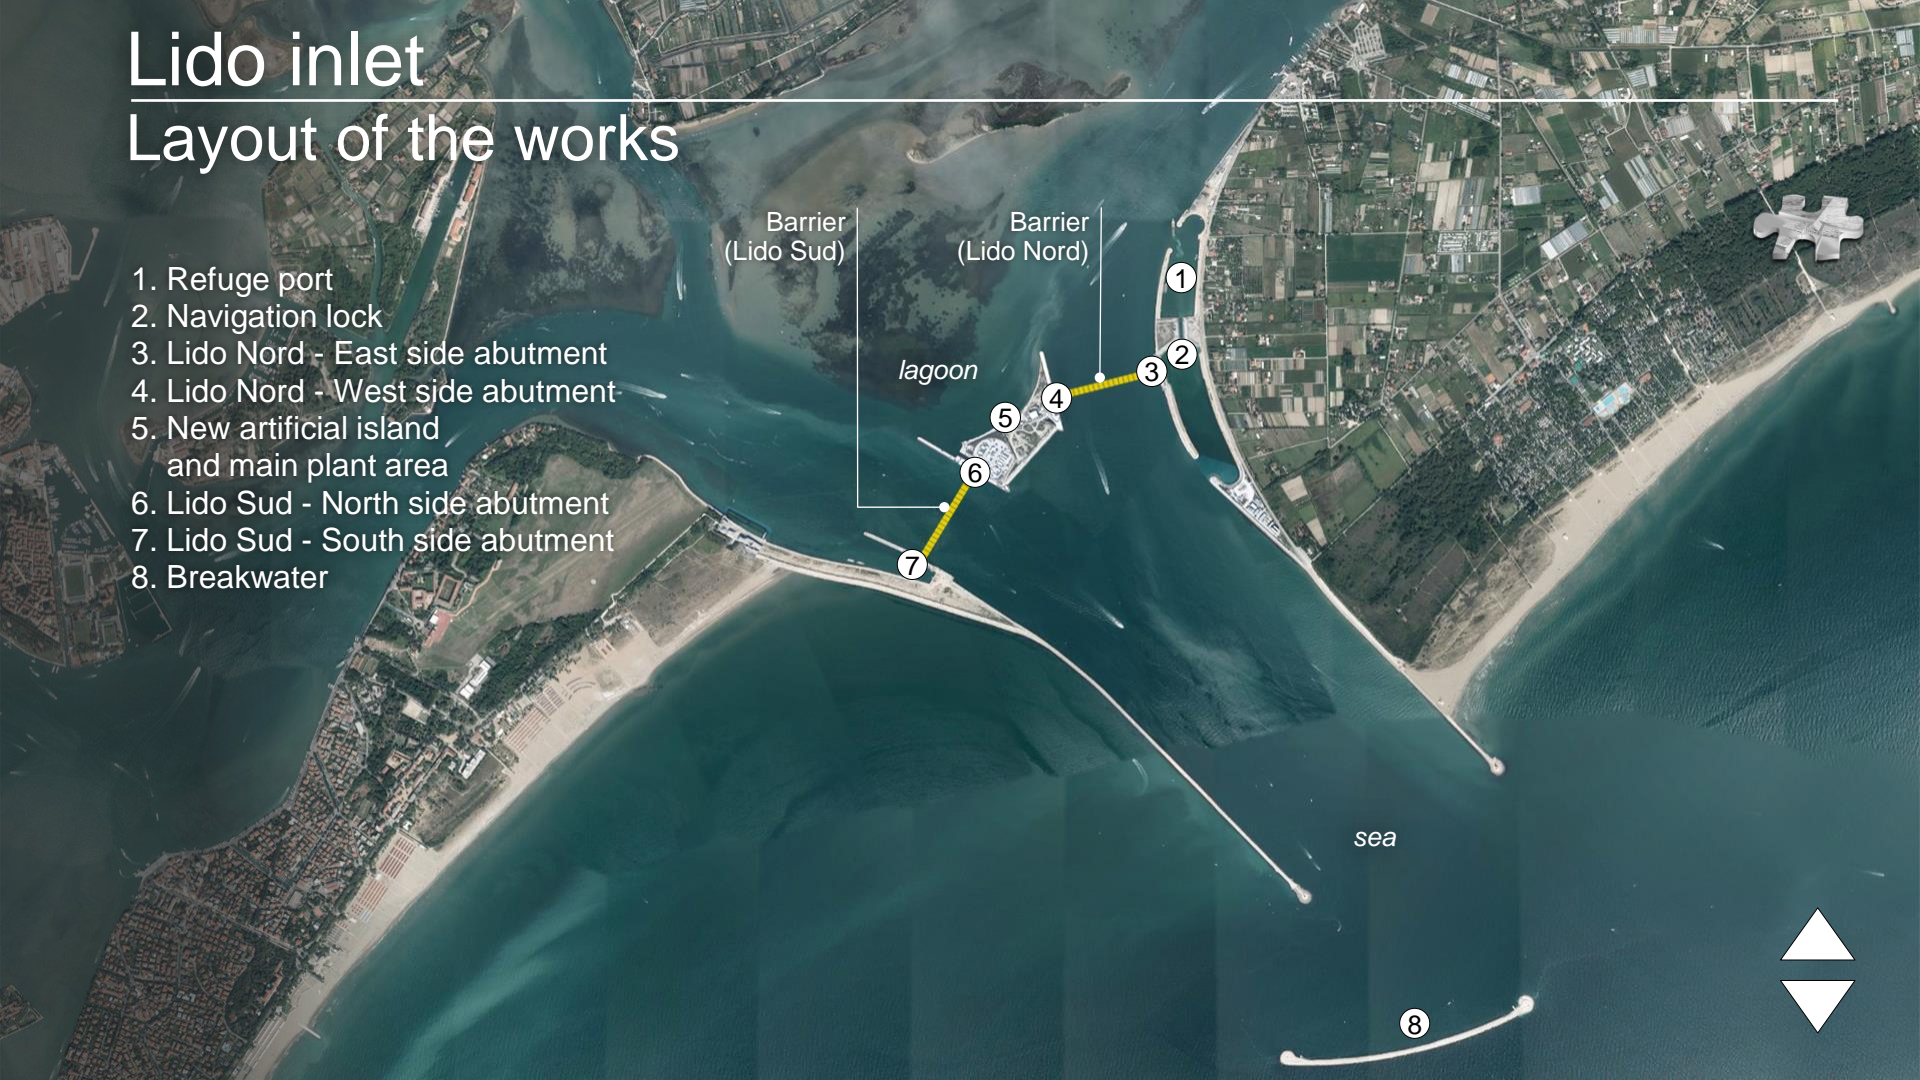 Lido inlet
Layout of the works
Barrier
(Lido Sud)
Barrier
(Lido Nord)
1. Refuge port
2. Navigation lock
3. Lido Nord - East side abutment
4. Lido Nord - West side abutment
5. New artificial island
and main plant area
6. Lido Sud - North side abutment
7. Lido Sud - South side abutment
8. Breakwater
lagoon
1
2
3
4
5
6
7
sea
8